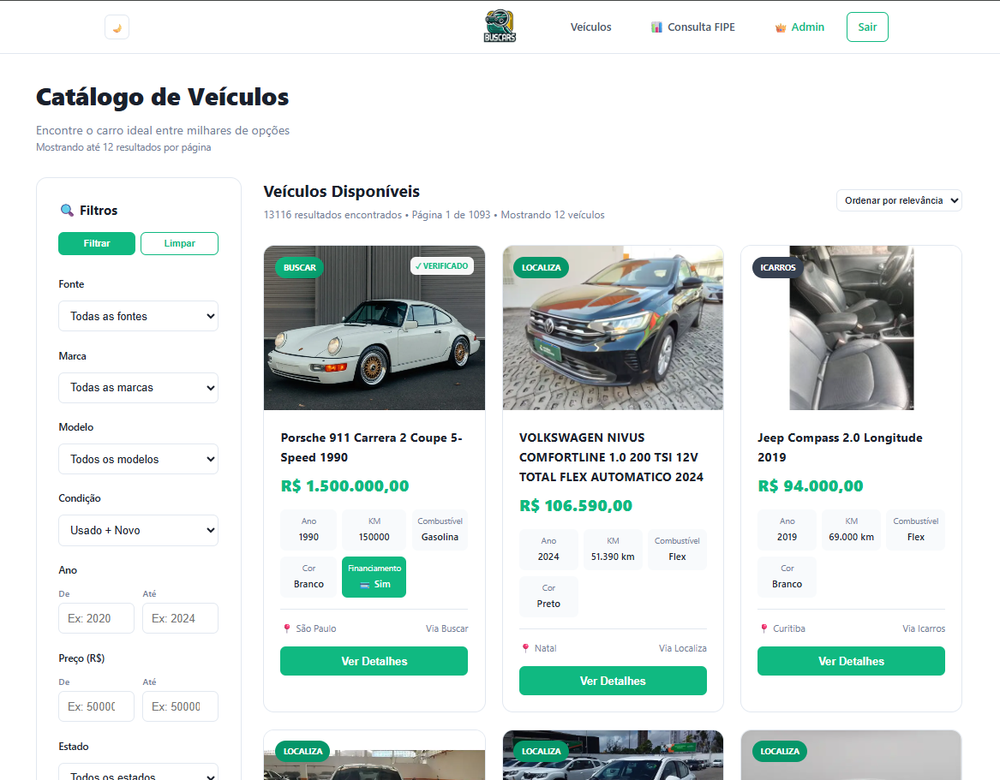 BUSCARS
Veículos
Consulta FIPE
Admin
Sair
Catálogo de Veículos
Encontre o carro ideal entre milhares de opções
Mostrando até 12 resultados por página
Filtros
Filtrar
Limpar
Fonte
Todas as fontes
Marca
Todas as marcas
Modelo
Todos os modelos
Condição
Usado + Novo
Ano
De
Até
Ex: 2020
Ex: 2024
Preço (R$)
De
Até
Ex: 5000
Ex: 50000
Estado
Todos os estados
Veículos Disponíveis
13116 resultados encontrados • Página 1 de 1093 • Mostrando 12 veículos
Ordenar por relevância
BUSCAR
✓ VERIFICADO
Porsche 911 Carrera 2 Coupe 5-
Speed 1990
R$ 1.500.000,00
Ano
1990
KM
150000
Combustível
Gasolina
Cor
Branco
Financiamento
Sim
São Paulo
Via Buscar
Ver Detalhes
LOCALIZA
VOLKSWAGEN NIVUS
COMFORTLINE 1.0 200 TSI 12V
TOTAL FLEX AUTOMATICO 2024
R$ 106.590,00
Ano
2024
KM
51.390 km
Combustível
Flex
Cor
Preto
Natal
Via Localiza
Ver Detalhes
ICARROS
Jeep Compass 2.0 Longitude
2019
R$ 94.000,00
Ano
2019
KM
69.000 km
Combustível
Flex
Cor
Branco
Curitiba
Via Icarros
Ver Detalhes
LOCALIZA
LOCALIZA
LOCALIZA